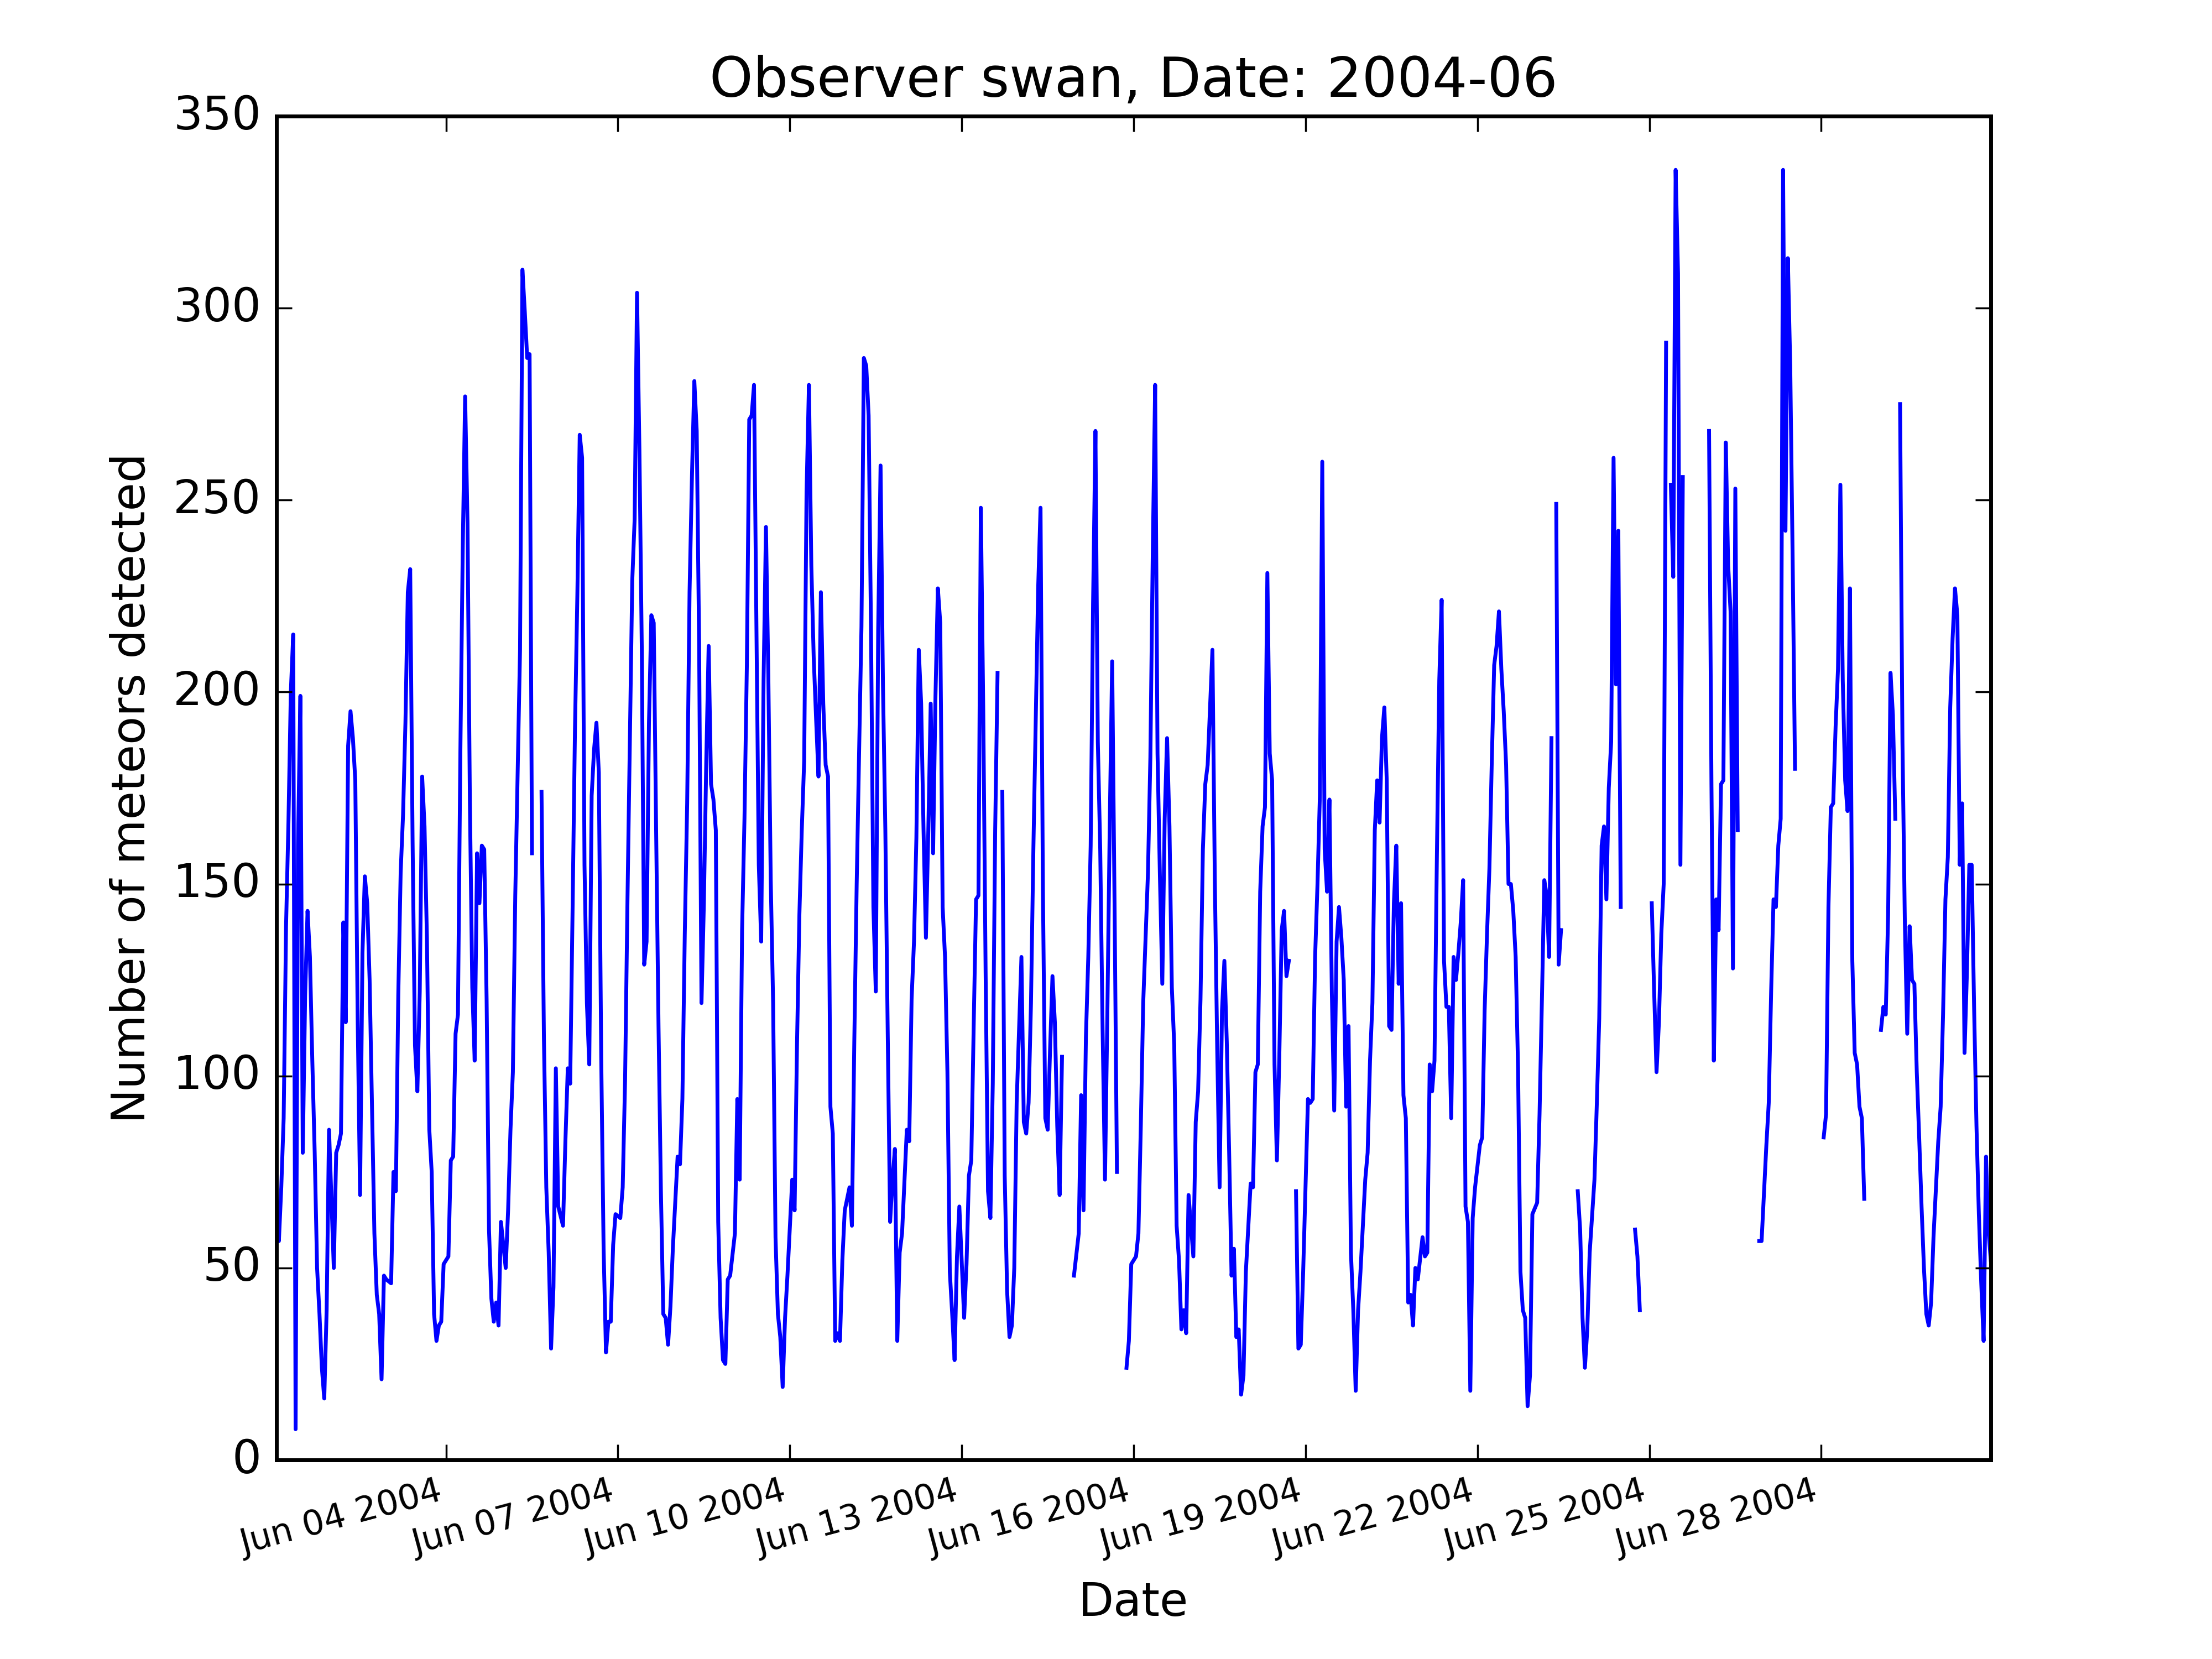 Observer swan, Date: 2004-06
Number of meteors detected
350
300
250
200
150
100
50
0
Jun 04 2004
Jun 07 2004
Jun 10 2004
Jun 13 2004
Jun 16 2004
Jun 19 2004
Jun 22 2004
Jun 25 2004
Jun 28 2004
Date